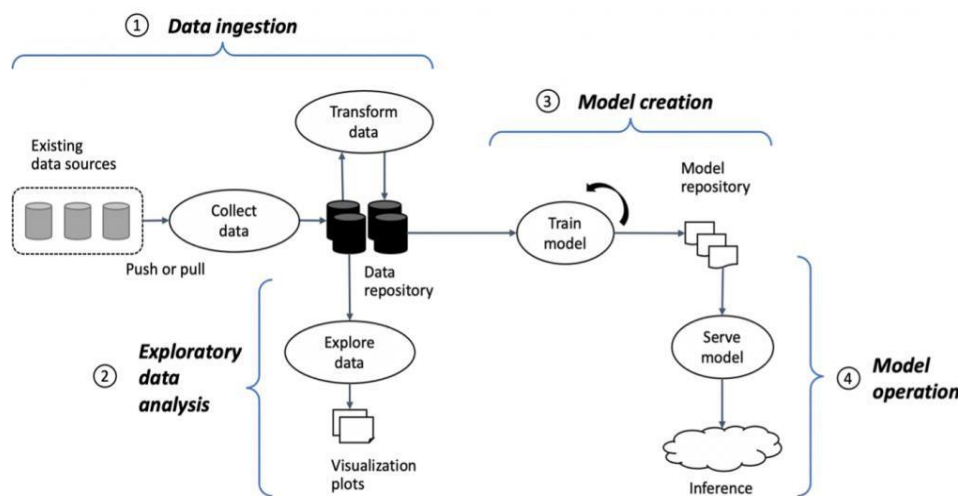 ① Data ingestion
③ Model creation
Transform
data
Existing
data sources
Model
repository
Collect
data
Train
model
Push or pull
Data
repository
② Exploratory
data
analysis
Explore
data
Serve
model
④ Model
operation
Visualization
plots
Inference